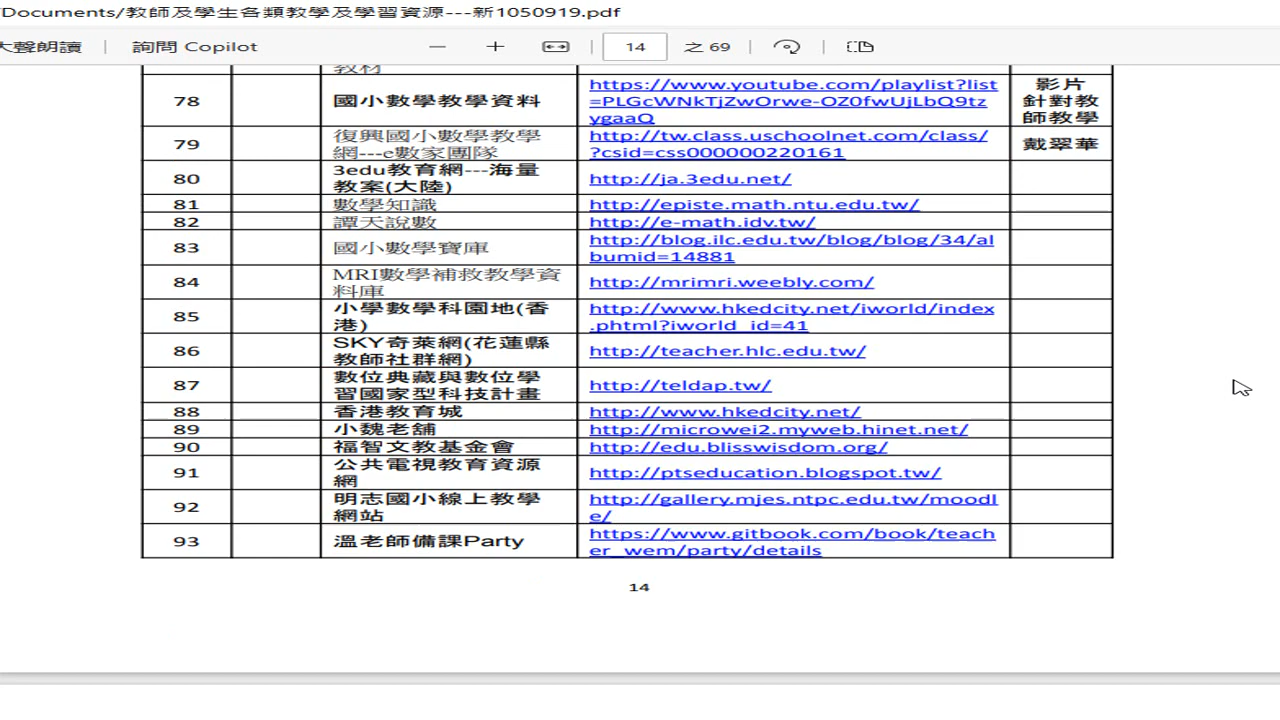 Documents/教師及學生各類教學及學習資源---新1050919.pdf
大聲朗讀 詢問 Copilot 14 之 69
教材
78 國小數學教學資料 https://www.youtube.com/playlist?list 影片
=PLGcWNkTjZwOrwe-OZ0fwUjLbQ9tz 針對教
ygaaQ 師教學
79 復興國小數學教學 http://tw.class.uschoolnet.com/class/ 戴翠華
網---e數家團隊 ?csid=css000000220161
80 3edu教育網---海量 http://ja.3edu.net/
教案(大陸)
81 數學知識 http://episte.math.ntu.edu.tw/
82 譚天說數 http://e-math.idv.tw/
83 國小數學寶庫 http://blog.ilc.edu.tw/blog/blog/34/al
bumid=14881
84 MRI數學補救教學資 http://mrimri.weebly.com/
料庫
85 小學數學科園地(香 http://www.hkedcity.net/iworld/index
港) .phtml?iworld_id=41
86 SKY奇萊網(花蓮縣 http://teacher.hlc.edu.tw/
教師社群網)
87 數位典藏與數位學 http://teldap.tw/
習國家型科技計畫
88 香港教育城 http://www.hkedcity.net/
89 小魏老舖 http://microwei2.myweb.hinet.net/
90 福智文教基金會 http://edu.blisswisdom.org/
91 公共電視教育資源 http://ptseducation.blogspot.tw/
網
92 明志國小線上教學 http://gallery.mjes.ntpc.edu.tw/moodl
網站 e/
93 溫老師備課Party https://www.gitbook.com/book/teach
er_wem/party/details
14